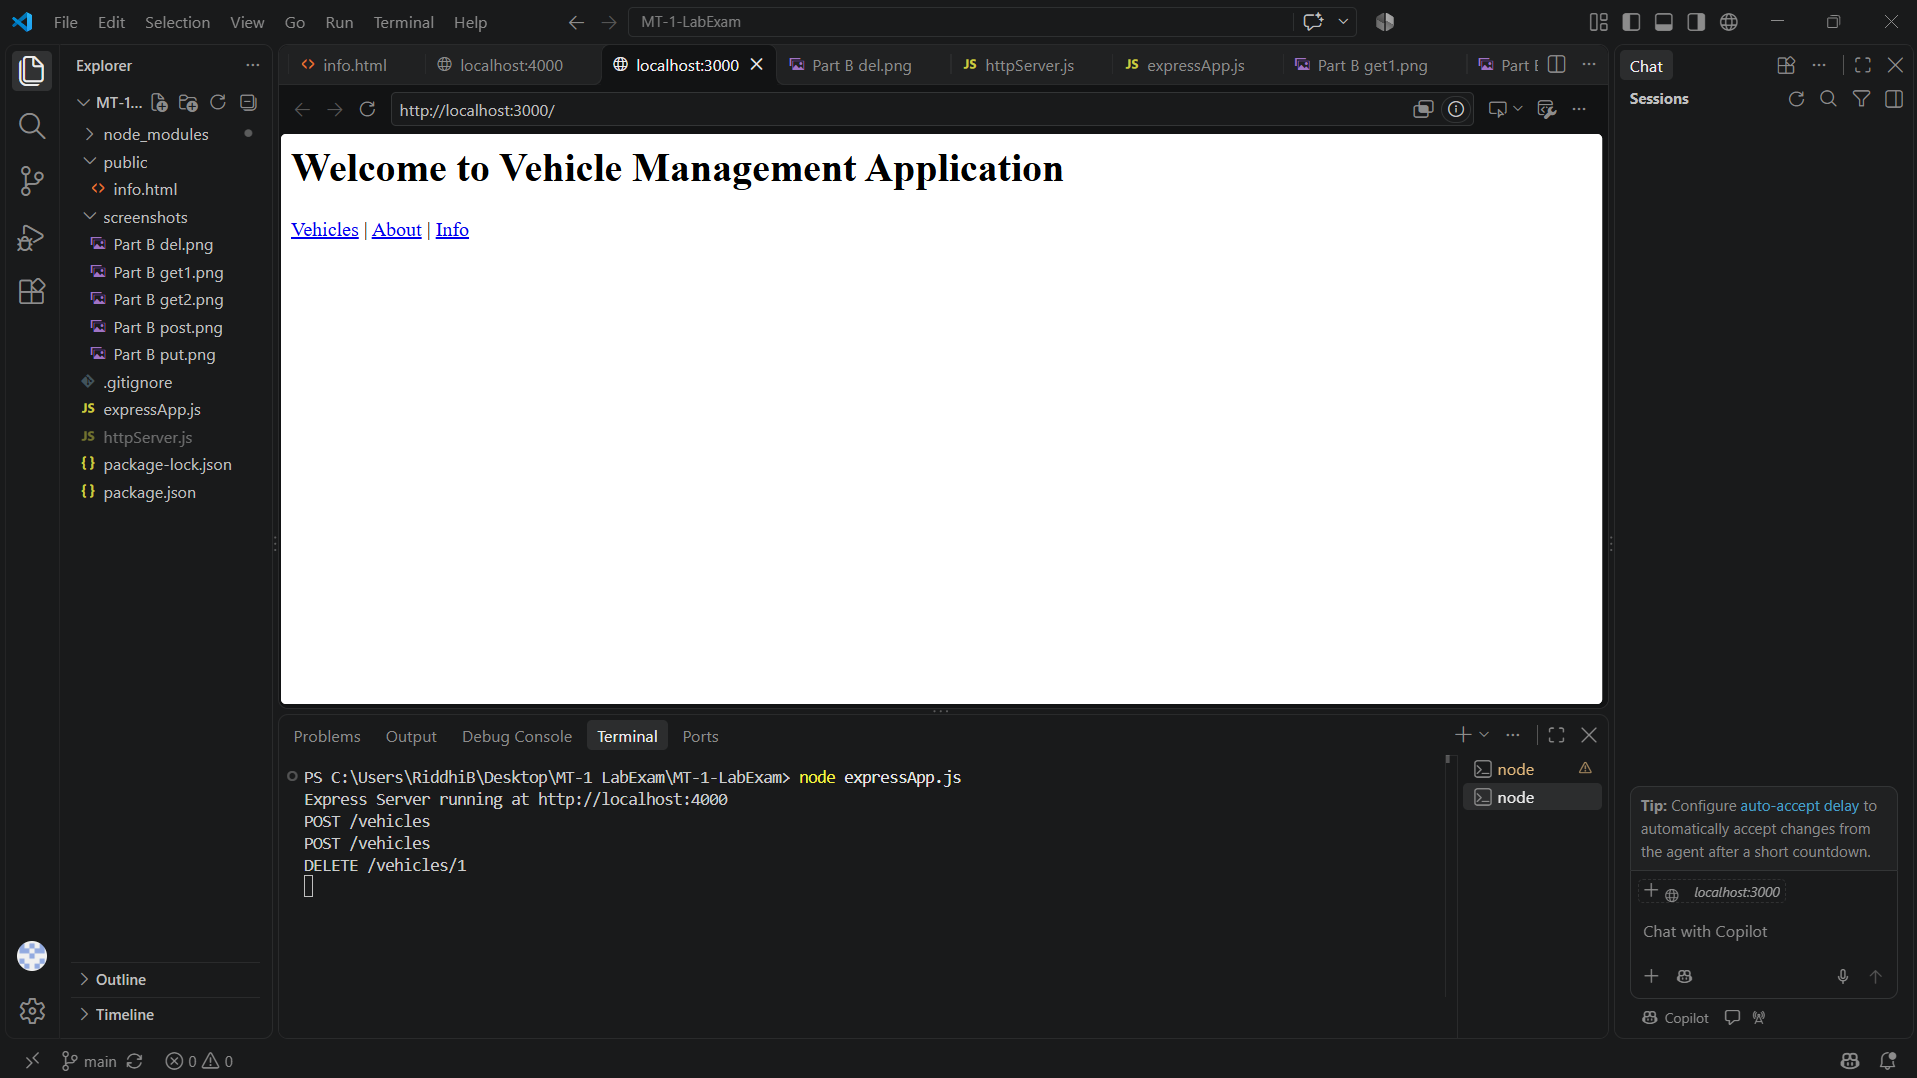 File Edit Selection View Go Run Terminal Help
MT-1-LabExam
Explorer
MT-1...
node_modules
public
info.html
screenshots
Part B del.png
Part B get1.png
Part B get2.png
Part B post.png
Part B put.png
.gitignore
expressApp.js
httpServer.js
package-lock.json
package.json
Outline
Timeline
info.html localhost:4000 localhost:3000 Part B del.png JS httpServer.js JS expressApp.js Part B get1.png Part
http://localhost:3000/
Welcome to Vehicle Management Application
Vehicles | About | Info
Problems Output Debug Console Terminal Ports
PS C:\Users\RiddhiB\Desktop\MT-1 LabExam\MT-1-LabExam> node expressApp.js
Express Server running at http://localhost:4000
POST /vehicles
POST /vehicles
DELETE /vehicles/1
node
node
Chat
Sessions
Tip: Configure auto-accept delay to
automatically accept changes from
the agent after a short countdown.
localhost:3000
Chat with Copilot
Copilot
main 0 0